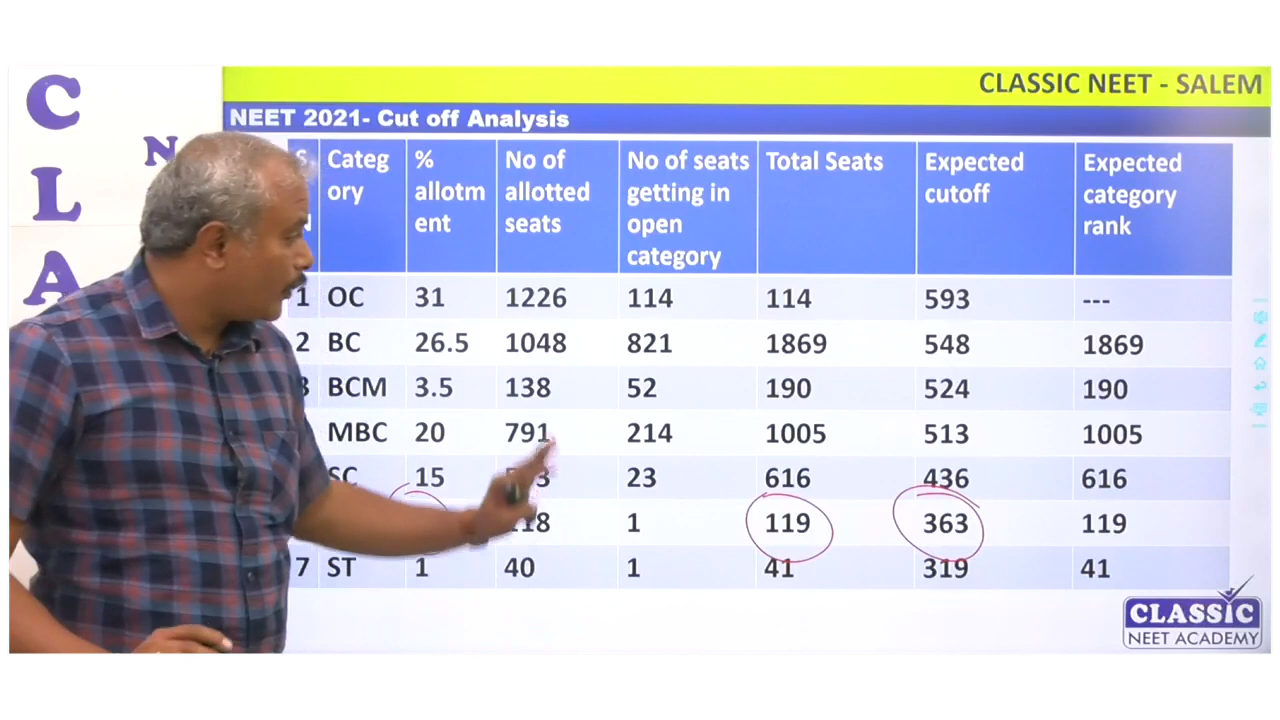 CLASSIC NEET - SALEM
C
L
A
N
NEET 2021- Cut off Analysis
Categ
ory
%
allotm
ent
No of
allotted
seats
No of seats
getting in
open
category
Total Seats
Expected
cutoff
Expected
category
rank
1 OC 31 1226 114 114 593 ---
2 BC 26.5 1048 821 1869 548 1869
BCM 3.5 138 52 190 524 190
MBC 20 791 214 1005 513 1005
SC 15 23 616 436 616
1 119 363 119
7 ST 1 40 1 41 319 41
CLASSIC
NEET ACADEMY